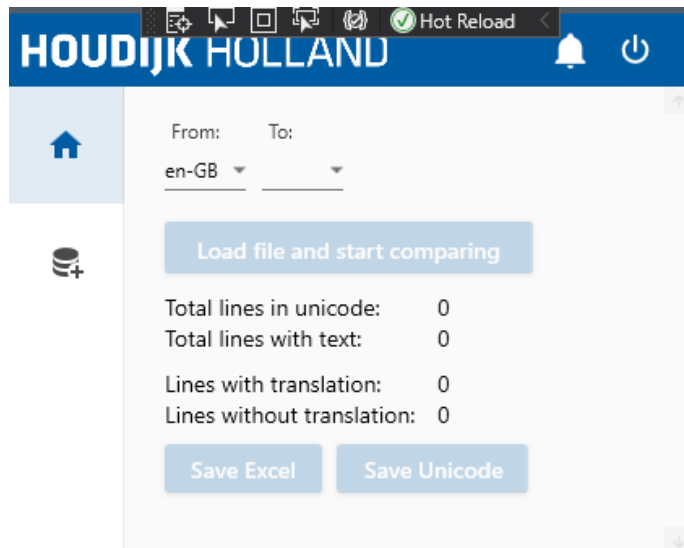 Hot Reload
HOUDIJK HOLLAND
From: To:
en-GB
Load file and start comparing
Total lines in unicode: 0
Total lines with text: 0
Lines with translation: 0
Lines without translation: 0
Save Excel Save Unicode